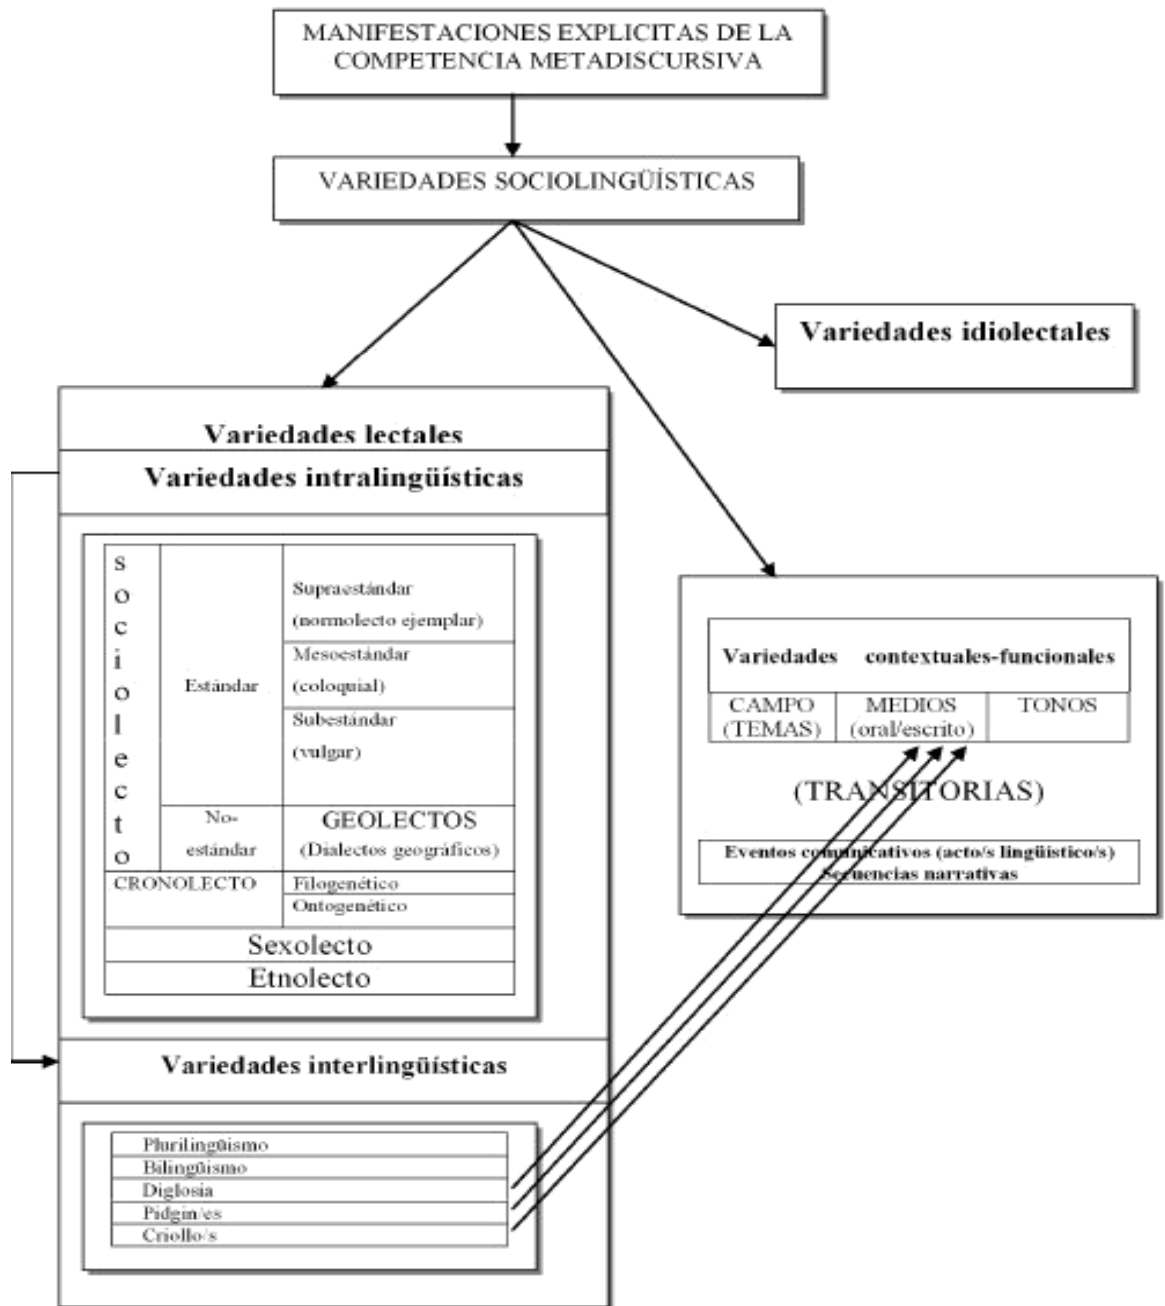 MANIFESTACIONES EXPLICITAS DE LA
COMPETENCIA METADISCURSIVA
VARIEDADES SOCIOLINGÜÍSTICAS
Variedades idiolectales
Variedades lectales
Variedades intralingüísticas
sociolecto
Estándar
Supraestándar
(normolecto ejemplar)
Mesoestándar
(coloquial)
Subestándar
(vulgar)
No-
estándar
GEOLECTOS
(Dialectos geográficos)
CRONOLECTO
Filogenético
Ontogenético
Sexolecto
Etnolecto
Variedades interlingüísticas
Plurilingüismo
Bilingüismo
Diglosia
Pidgin/es
Criollo/s
Variedades contextuales-funcionales
CAMPO
(TEMAS)
MEDIOS
(oral/escrito)
TONOS
(TRANSITORIAS)
Eventos comunicativos (acto/s lingüístico/s)
Secuencias narrativas